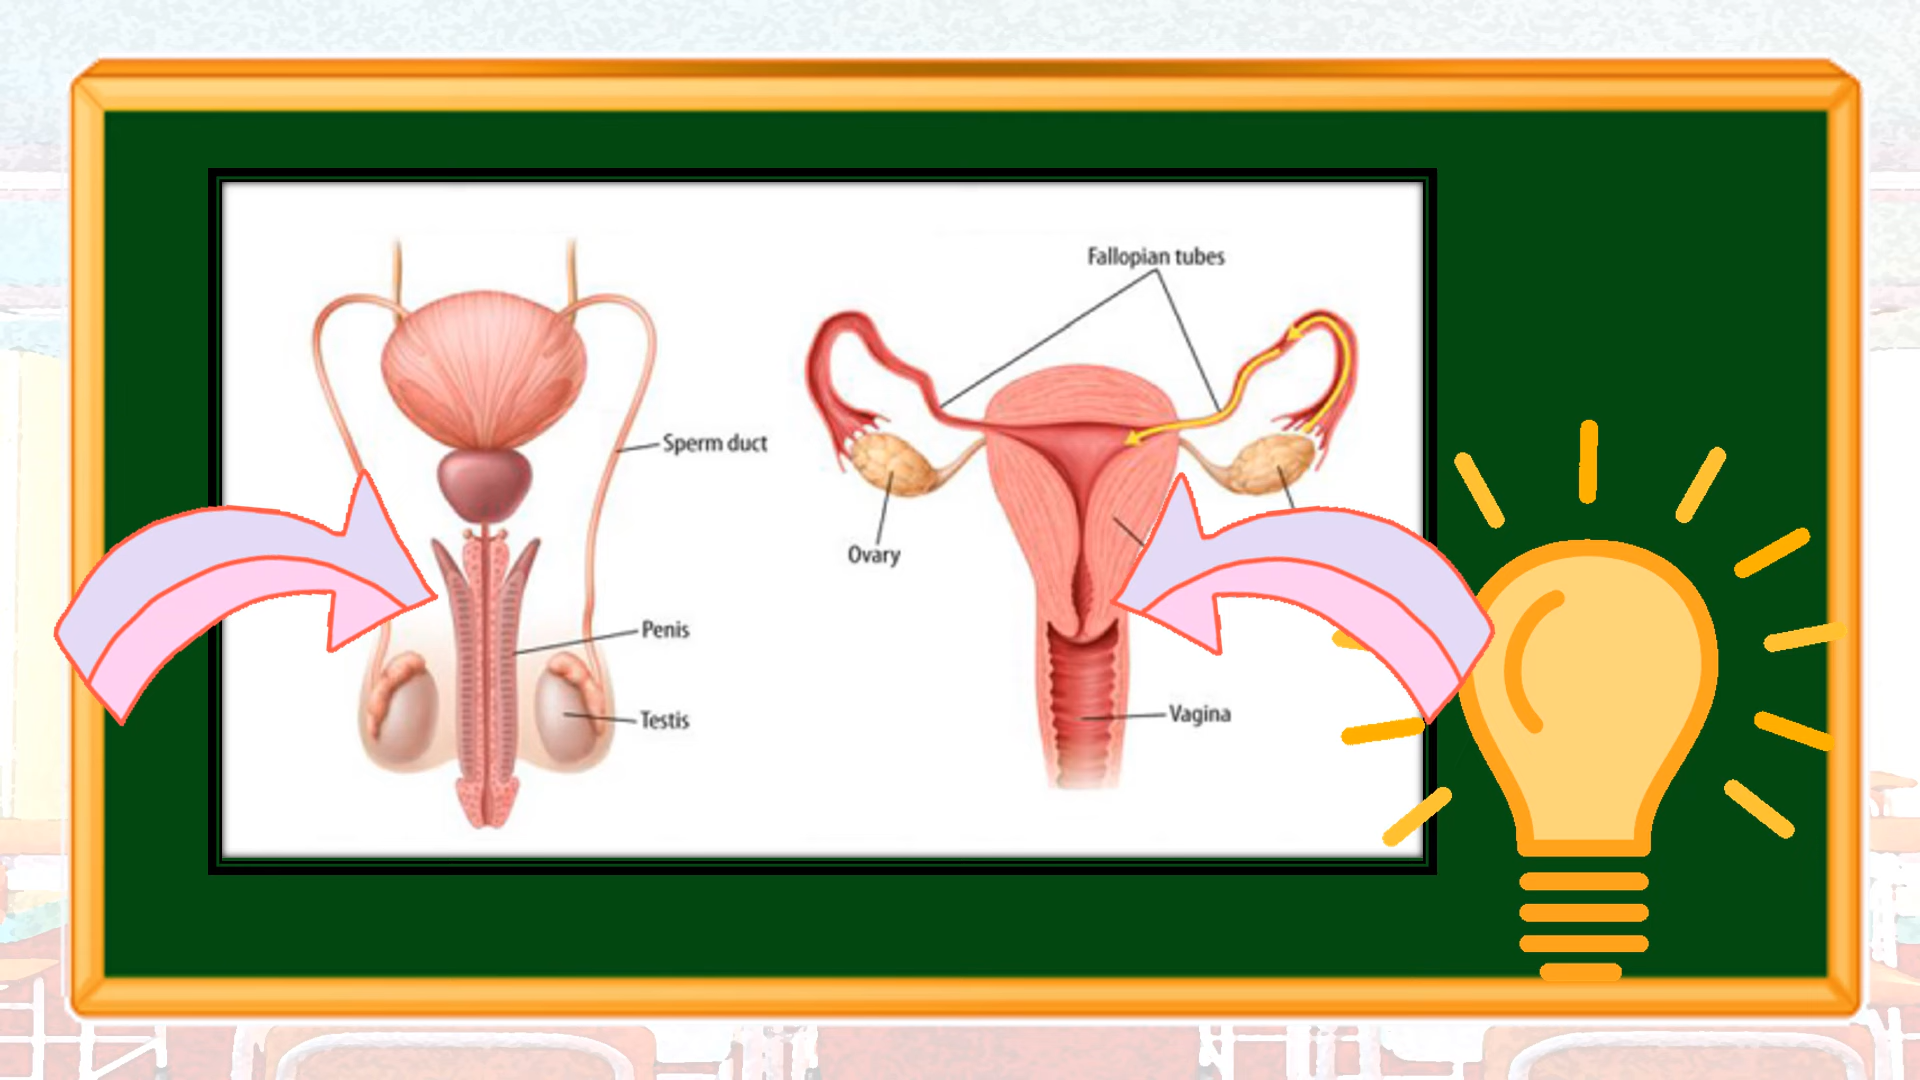 Fallopian tubes
Sperm duct
Ovary
Penis
Testis
Vagina